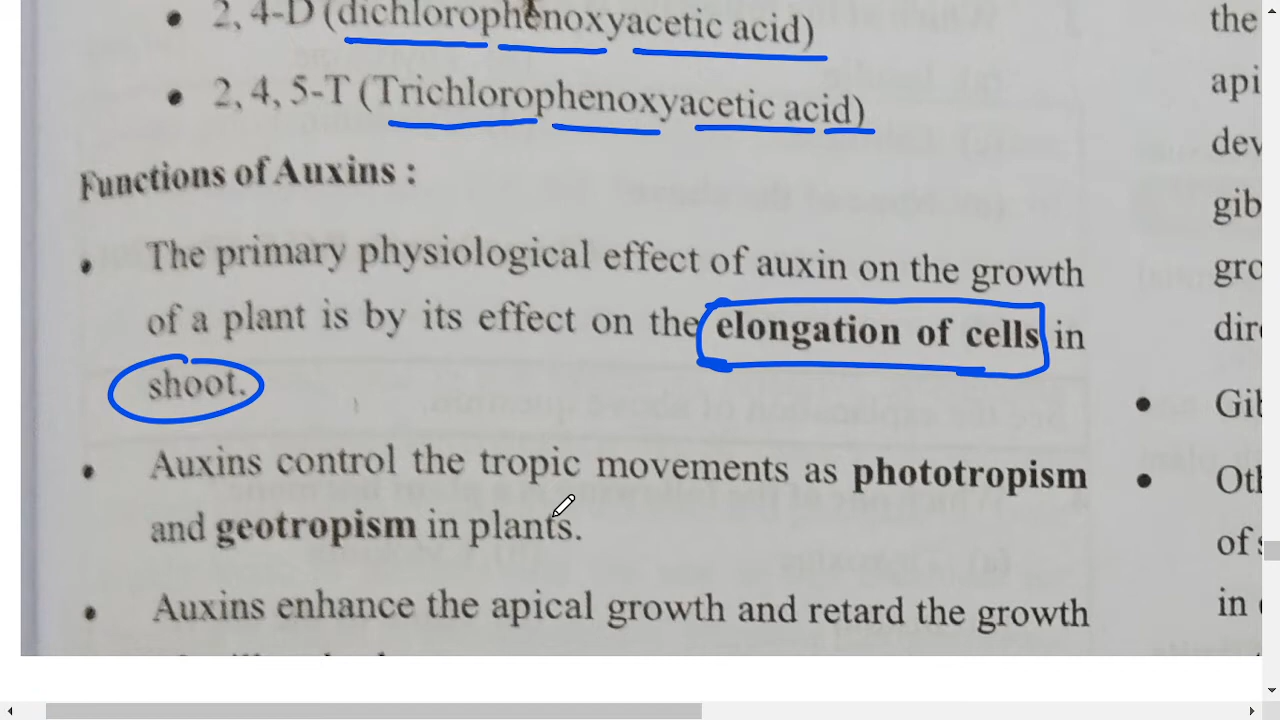 2, 4-D (dichlorophenoxyacetic acid)
2, 4, 5-T (Trichlorophenoxyacetic acid)
Functions of Auxins :
The primary physiological effect of auxin on the growth
of a plant is by its effect on the elongation of cells in
shoot.
Auxins control the tropic movements as phototropism
and geotropism in plants.
Auxins enhance the apical growth and retard the growth
the
api
dev
gib
gro
dire
Gib
Oth
of s
in